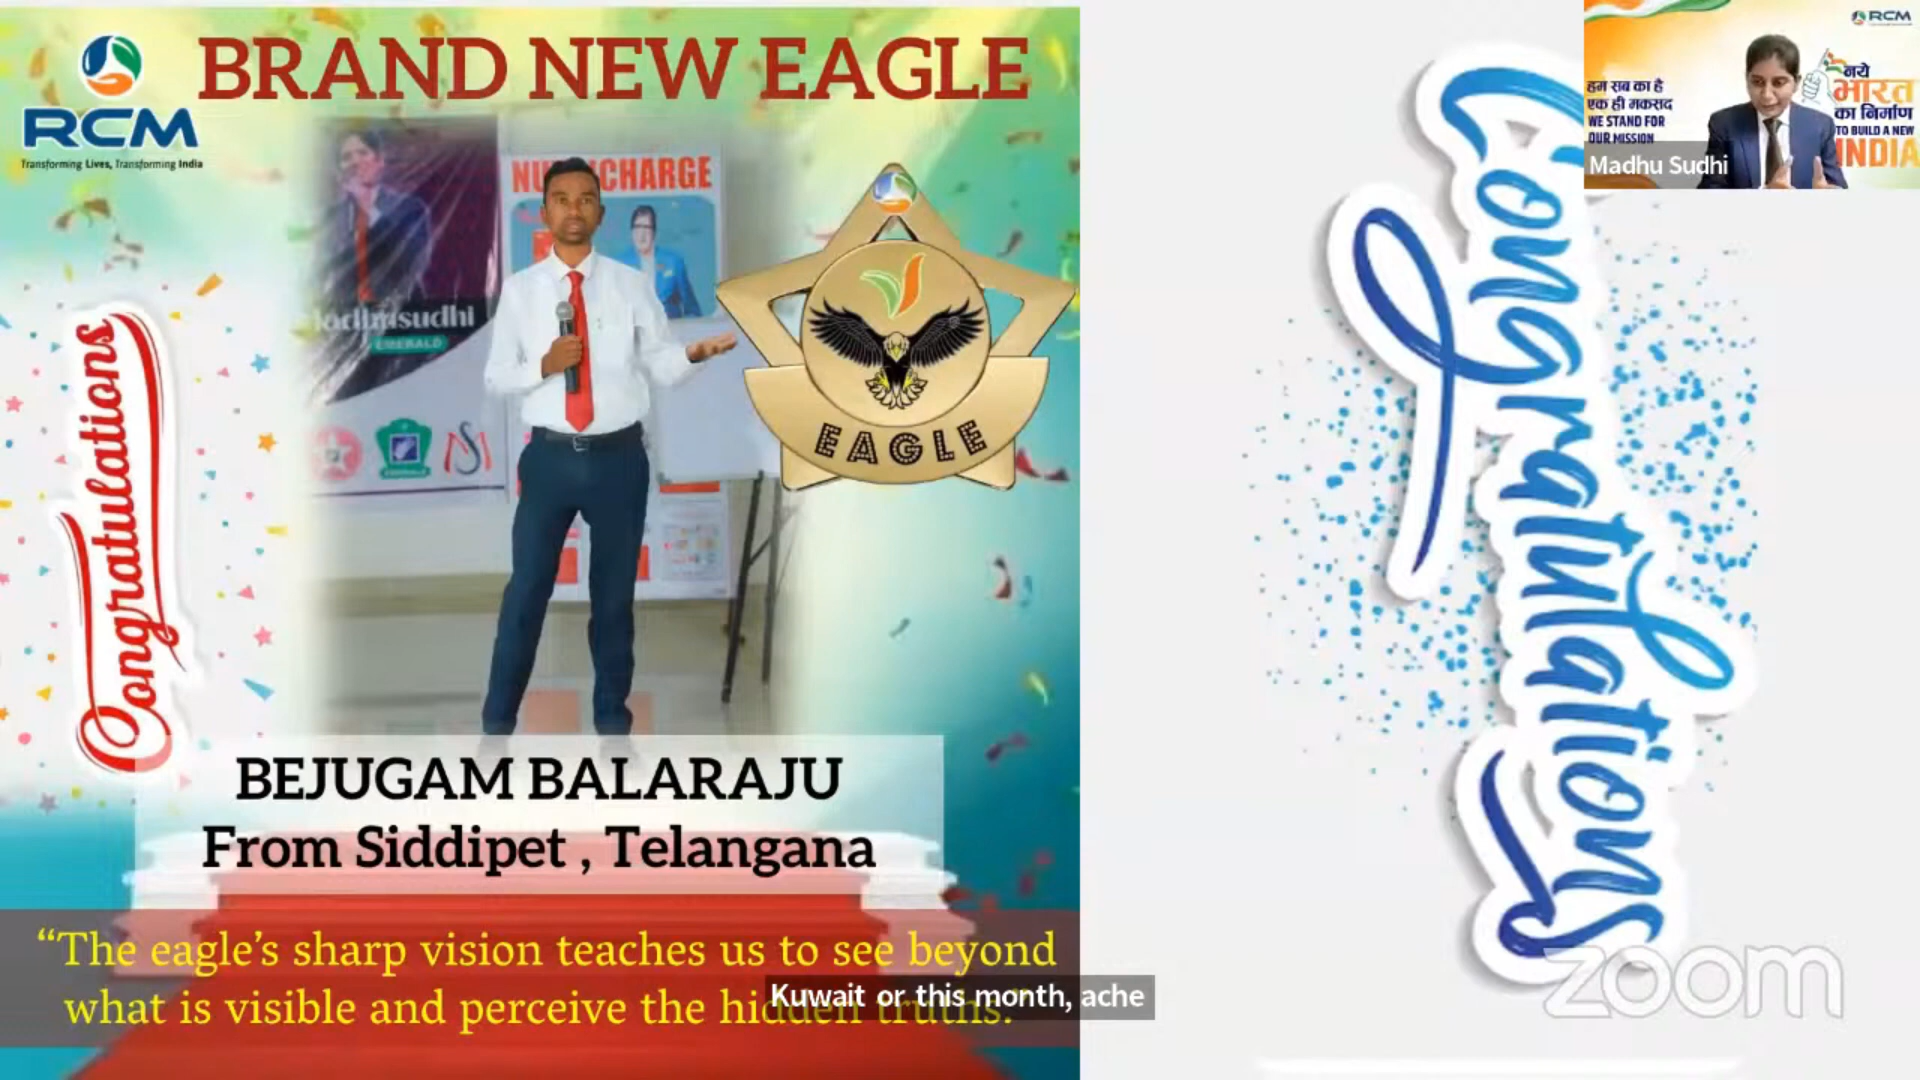 BRAND NEW EAGLE
RCM
Transforming Lives, Transforming India
NU CHARGE
madhusudhi
EMERALD
EAGLE
Congratulations
BEJUGAM BALARAJU
From Siddipet , Telangana
“The eagle’s sharp vision teaches us to see beyond
what is visible and perceive the hidden truths.”
Kuwait or this month, ache
Congratulations
RCM
हम सब का है
एक ही मकसद
WE STAND FOR
OUR MISSION
नये
भारत
का निर्माण
TO BUILD A NEW
INDIA
Madhu Sudhi
zoom